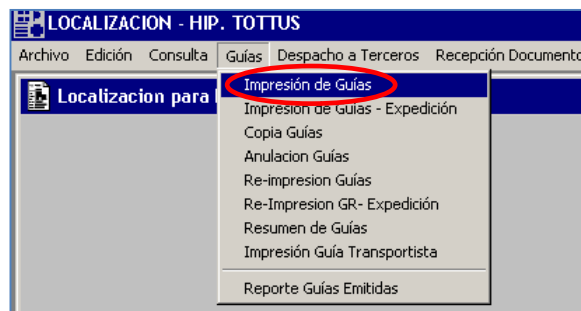 LOCALIZACION - HIP. TOTTUS
Archivo Edición Consulta Guías Despacho a Terceros Recepción Documento
Localizacion para
Impresión de Guías
Impresión de Guías - Expedición
Copia Guías
Anulacion Guías
Re-impresion Guías
Re-Impresion GR- Expedición
Resumen de Guías
Impresión Guía Transportista
Reporte Guías Emitidas